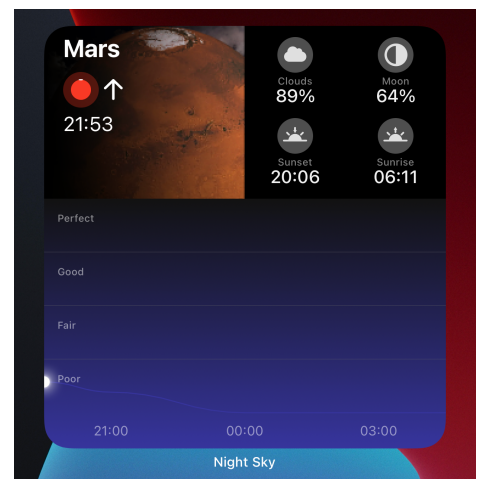 Mars
21:53
Clouds
89%
Moon
64%
Sunset
20:06
Sunrise
06:11
Perfect
Good
Fair
Poor
21:00
00:00
03:00
Night Sky